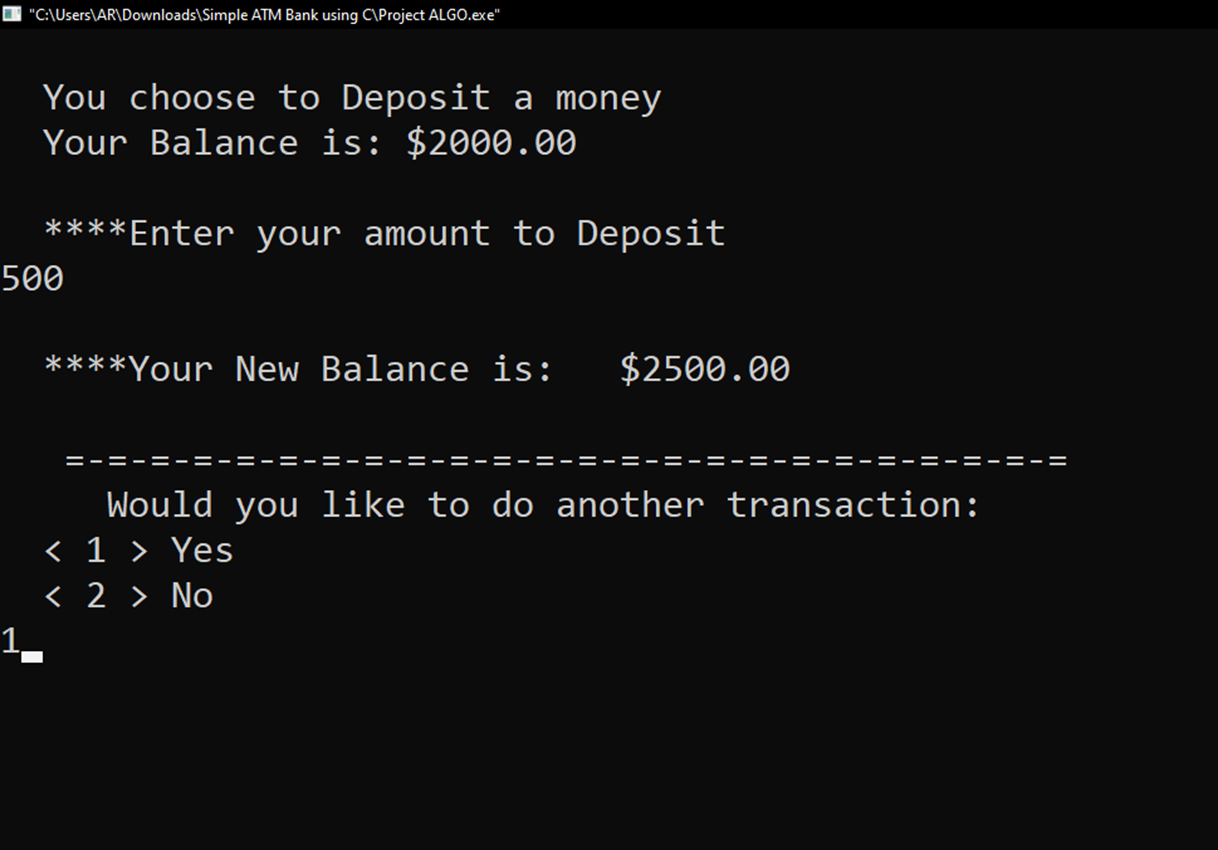 "C:\Users\AR\Downloads\Simple ATM Bank using C\Project ALGO.exe"
You choose to Deposit a money
Your Balance is: $2000.00
****Enter your amount to Deposit
500
****Your New Balance is:   $2500.00
=-=-=-=-=-=-=-=-=-=-=-=-=-=-=-=-=-=-=-=-=-=-=-=
Would you like to do another transaction:
< 1 > Yes
< 2 > No
1